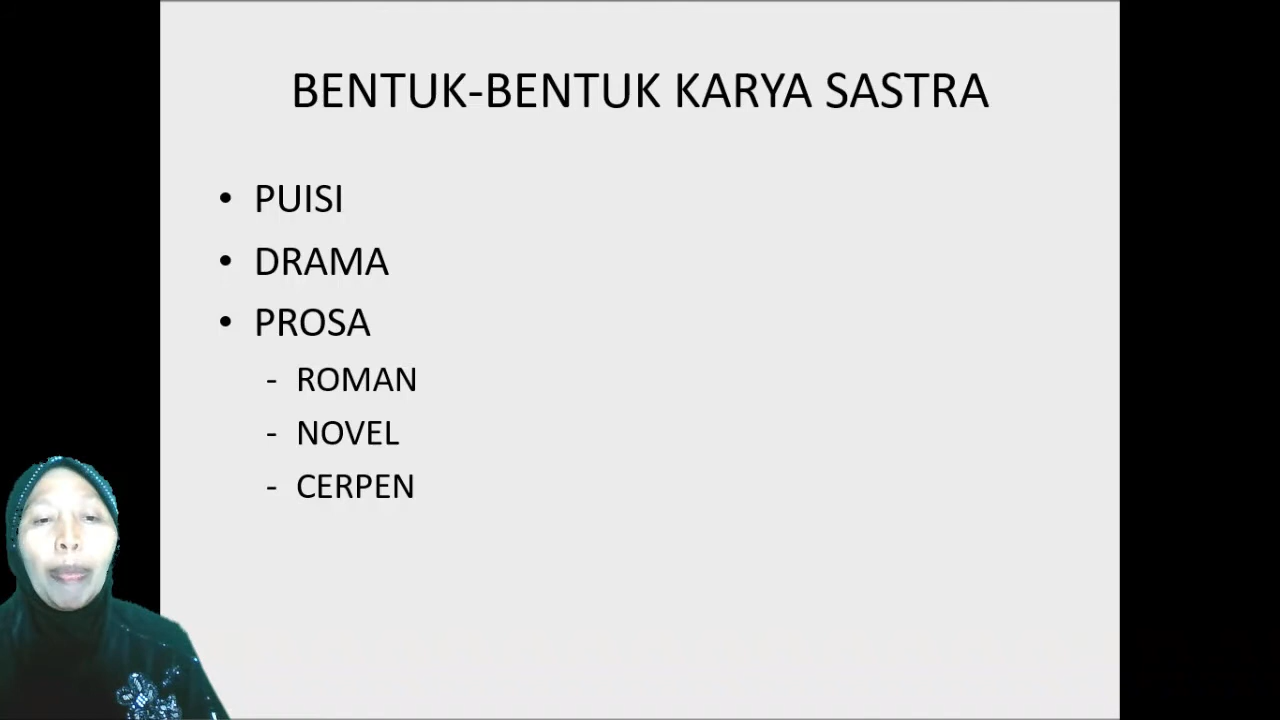 BENTUK-BENTUK KARYA SASTRA
• PUISI
• DRAMA
• PROSA
- ROMAN
- NOVEL
- CERPEN